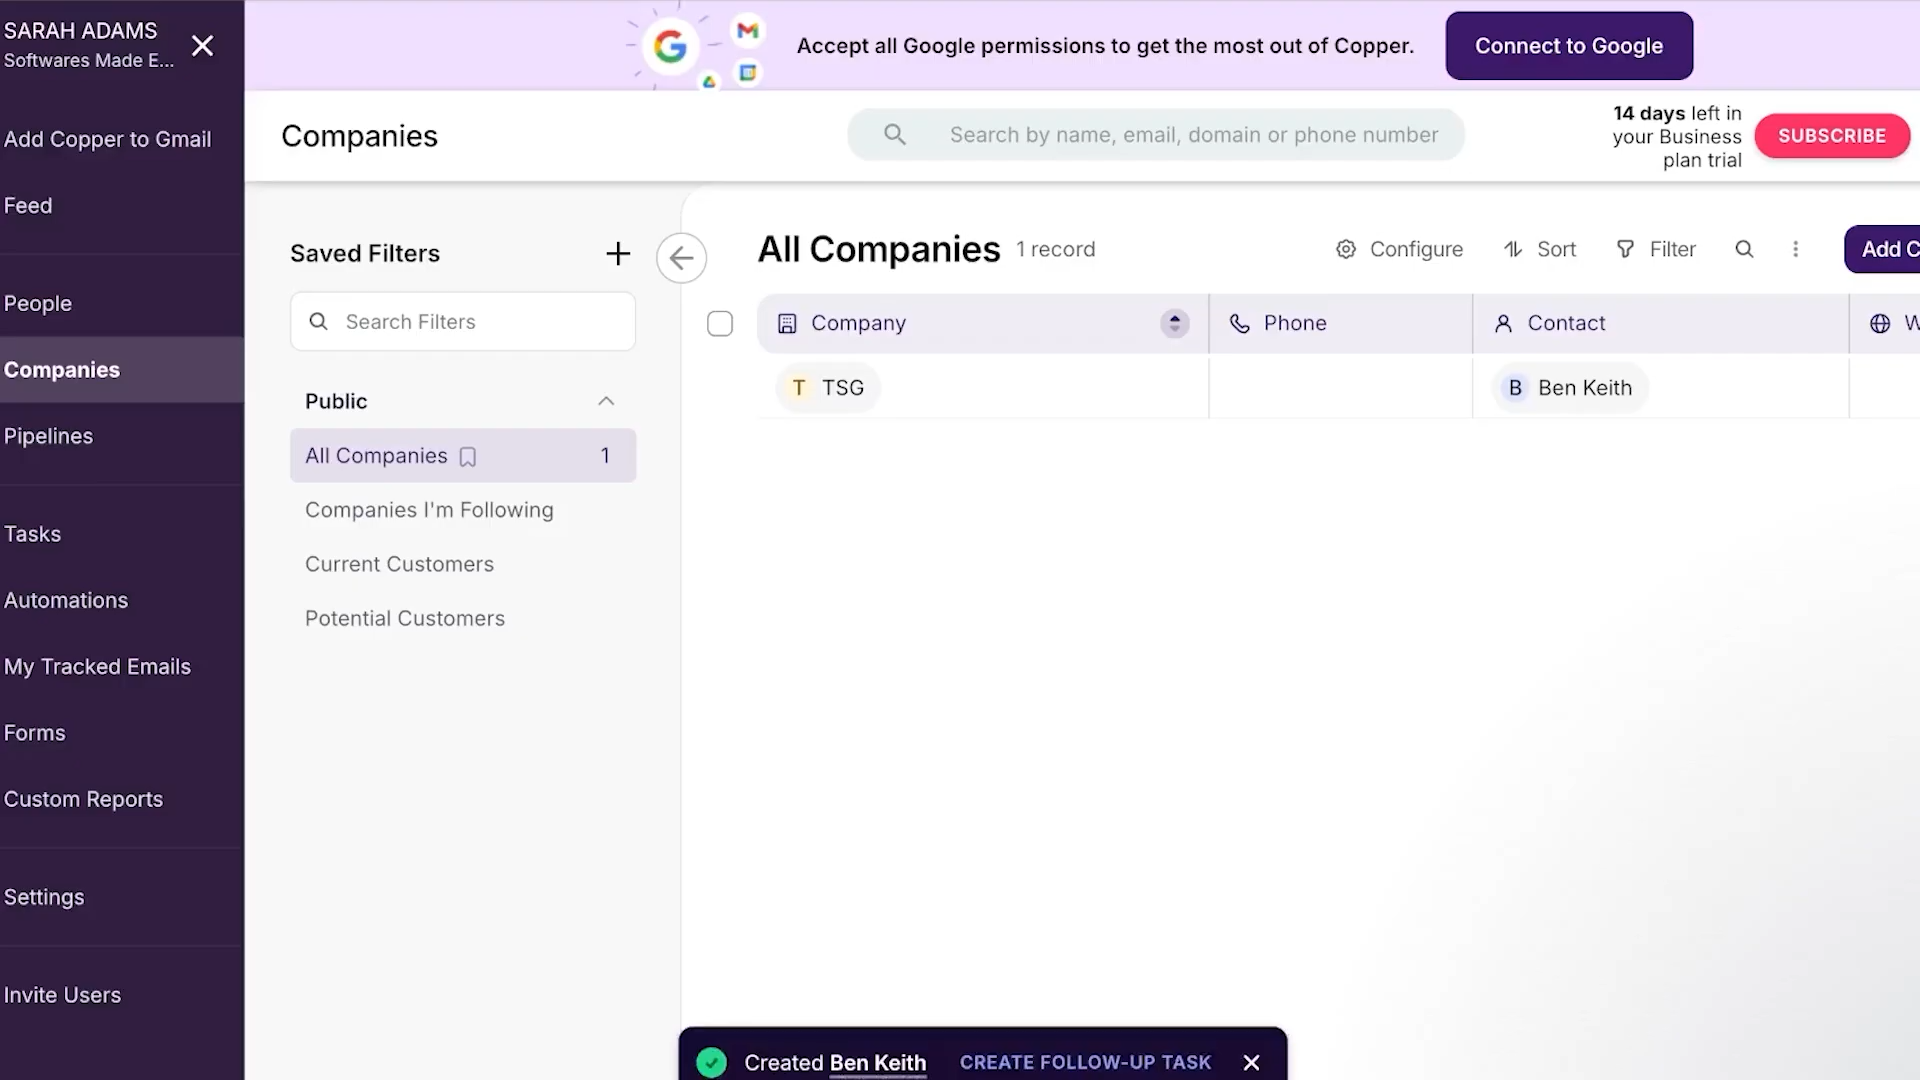 SARAH ADAMS
Softwares Made E...
Add Copper to Gmail
Feed
People
Companies
Pipelines
Tasks
Automations
My Tracked Emails
Forms
Custom Reports
Settings
Invite Users
Accept all Google permissions to get the most out of Copper.
Connect to Google
Companies
Search by name, email, domain or phone number
14 days left in
your Business
plan trial
SUBSCRIBE
Saved Filters
Search Filters
Public
All Companies 1
Companies I'm Following
Current Customers
Potential Customers
All Companies 1 record
Configure
Sort
Filter
Add C
Company Phone Contact W
T TSG B Ben Keith
Created Ben Keith CREATE FOLLOW-UP TASK